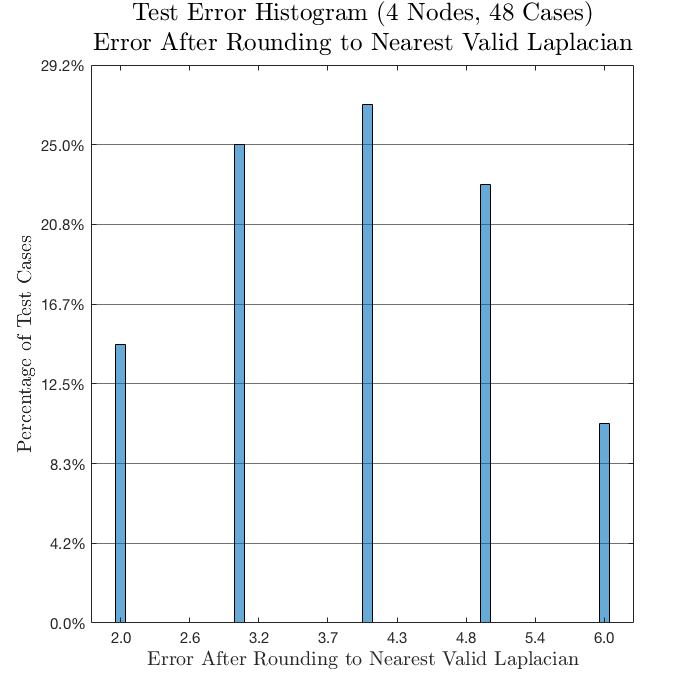 Test Error Histogram (4 Nodes, 48 Cases)
Error After Rounding to Nearest Valid Laplacian
29.2%
25.0%
20.8%
16.7%
12.5%
8.3%
4.2%
0.0%
Percentage of Test Cases
2.0 2.6 3.2 3.7 4.3 4.8 5.4 6.0
Error After Rounding to Nearest Valid Laplacian